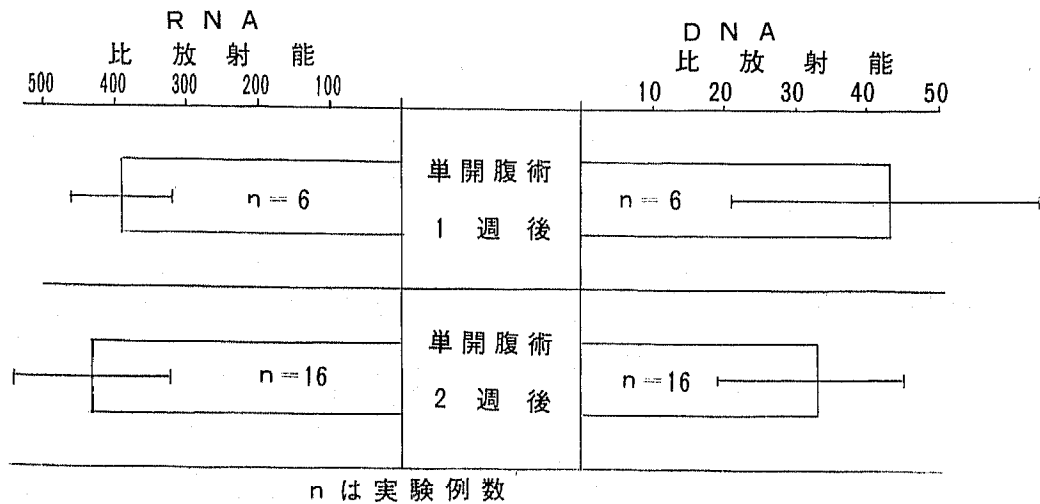 RNA
比放射能
500 400 300 200 100
DNA
比放射能
10 20 30 40 50
n=6
単開腹術
1週後
n=6
n=16
単開腹術
2週後
n=16
nは実験例数